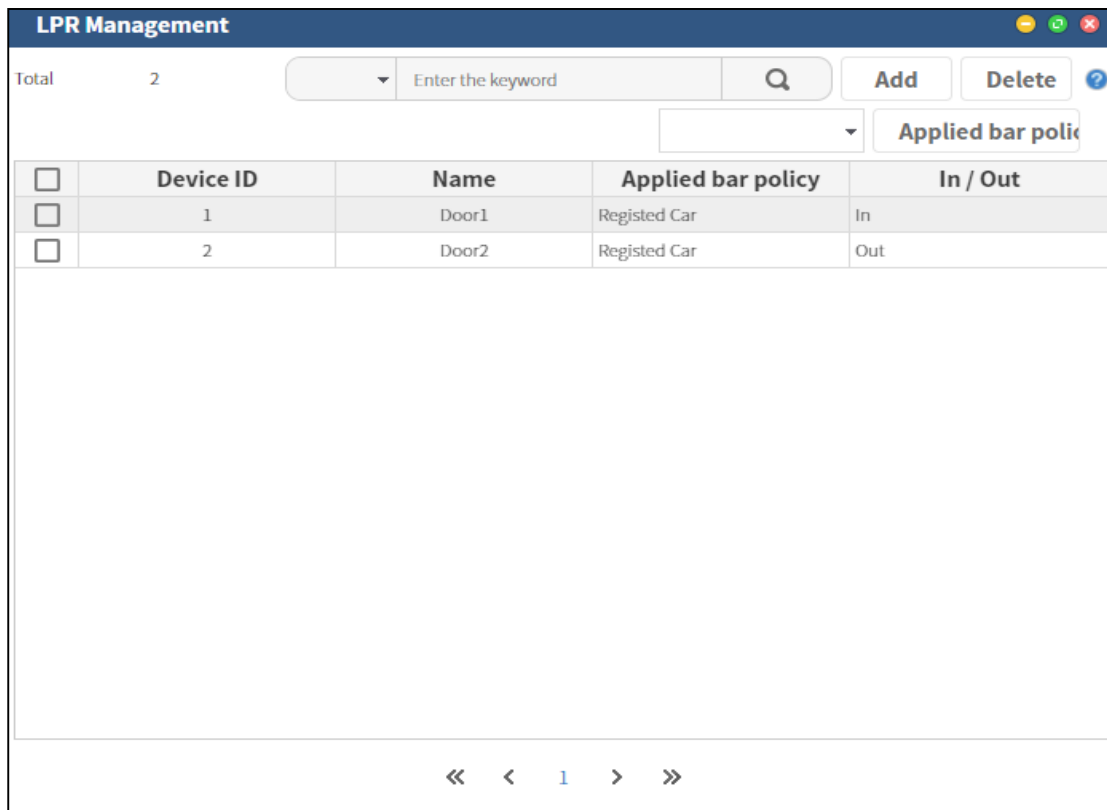 LPR Management
Total 2 Enter the keyword Add Delete ?
Applied bar polic
Device ID Name Applied bar policy In / Out
1 Door1 Registed Car In
2 Door2 Registed Car Out
« < 1 > »